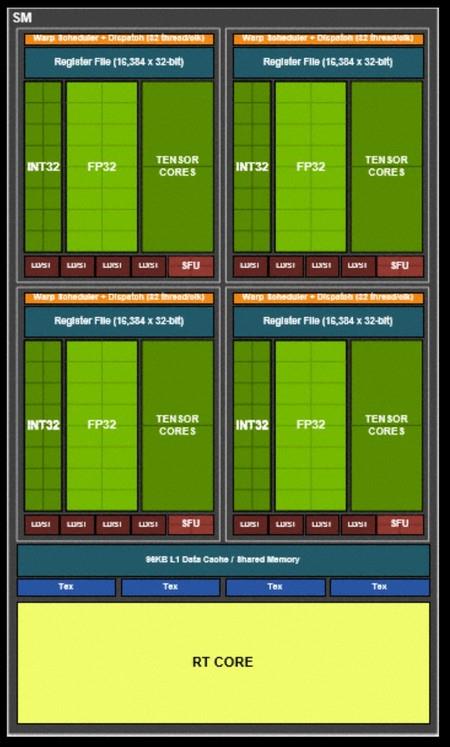 SM
Warp Scheduler + Dispatch (32 thread/clk)
Register File (16,384 x 32-bit)
INT32
FP32
TENSOR
CORES
LD/ST LD/ST LD/ST LD/ST SFU
Warp Scheduler + Dispatch (32 thread/clk)
Register File (16,384 x 32-bit)
INT32
FP32
TENSOR
CORES
LD/ST LD/ST LD/ST LD/ST SFU
Warp Scheduler + Dispatch (32 thread/clk)
Register File (16,384 x 32-bit)
INT32
FP32
TENSOR
CORES
LD/ST LD/ST LD/ST LD/ST SFU
Warp Scheduler + Dispatch (32 thread/clk)
Register File (16,384 x 32-bit)
INT32
FP32
TENSOR
CORES
LD/ST LD/ST LD/ST LD/ST SFU
96KB L1 Data Cache / Shared Memory
Tex Tex Tex Tex
RT CORE